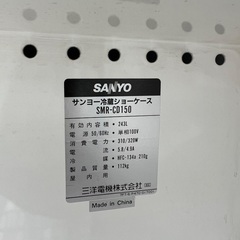 SANYO
サンヨー冷蔵ショーケース
SMR-CD150
有効内容積・243L
電源 50/60Hz・単相100V
消費電力・310/320W
電流・5.8/4.0A
冷媒・HFC-134a 210g
製品質量・112kg
屋内用
三洋電機株式会社
Made in China